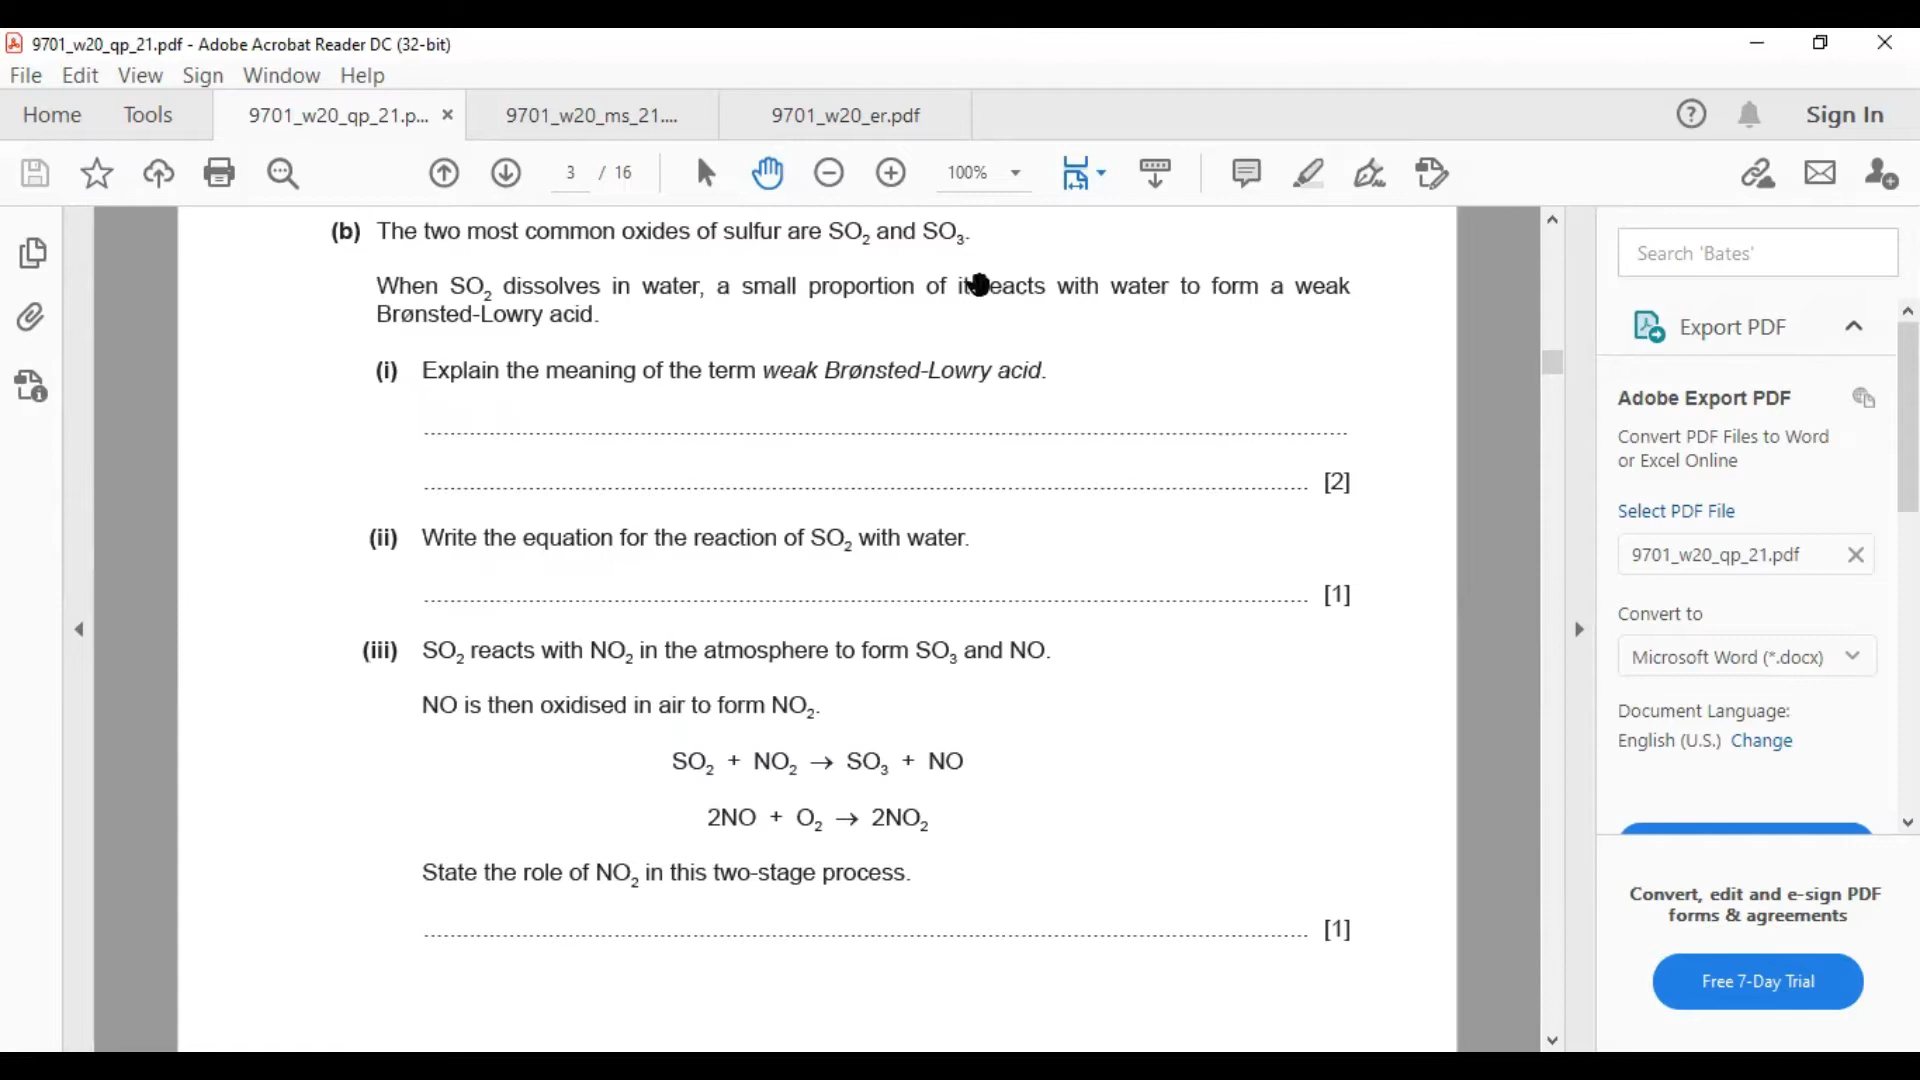 9701_w20_qp_21.pdf - Adobe Acrobat Reader DC (32-bit)
File Edit View Sign Window Help
Home Tools 9701_w20_qp_21.p... 9701_w20_ms_21.... 9701_w20_er.pdf Sign In
3 / 16 100%
(b) The two most common oxides of sulfur are SO2 and SO3.
When SO2 dissolves in water, a small proportion of it reacts with water to form a weak
Brønsted-Lowry acid.
(i) Explain the meaning of the term weak Brønsted-Lowry acid.
[2]
(ii) Write the equation for the reaction of SO2 with water.
[1]
(iii) SO2 reacts with NO2 in the atmosphere to form SO3 and NO.
NO is then oxidised in air to form NO2.
SO2 + NO2 → SO3 + NO
2NO + O2 → 2NO2
State the role of NO2 in this two-stage process.
[1]
Search 'Bates'
Export PDF
Adobe Export PDF
Convert PDF Files to Word
or Excel Online
Select PDF File
9701_w20_qp_21.pdf
Convert to
Microsoft Word (*.docx)
Document Language:
English (U.S.) Change
Convert, edit and e-sign PDF
forms & agreements
Free 7-Day Trial